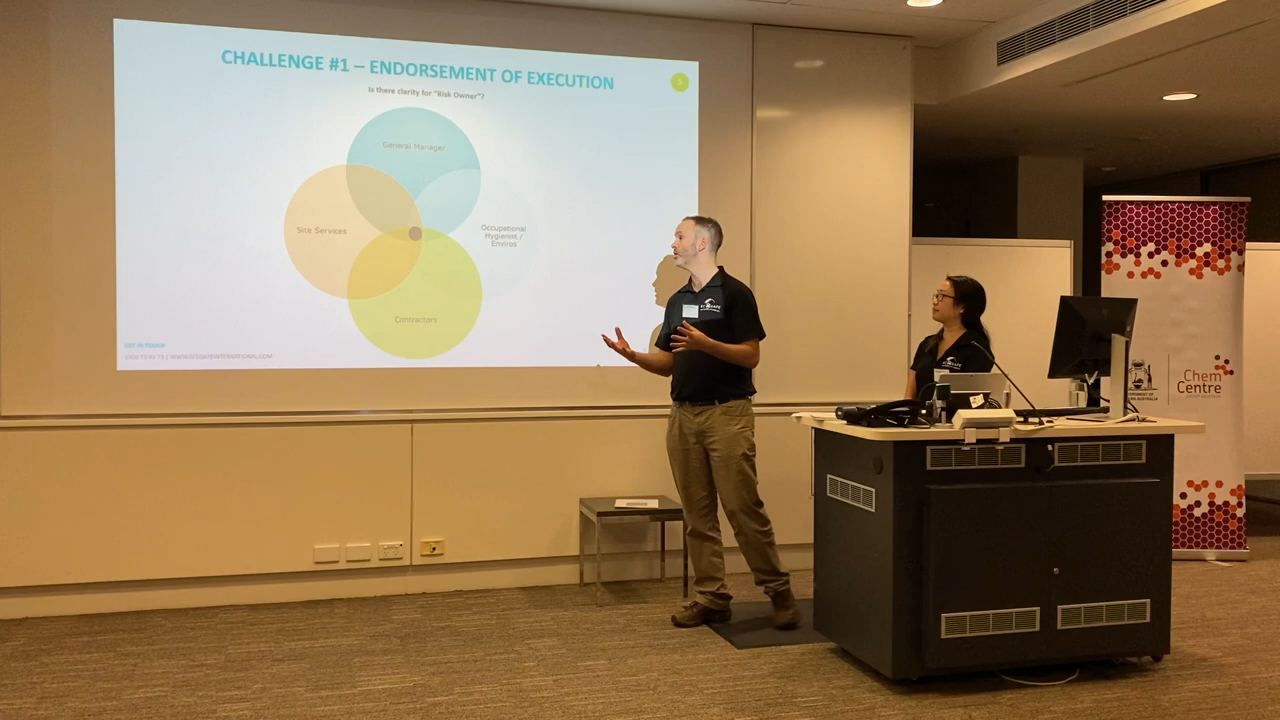 CHALLENGE #1 – ENDORSEMENT OF EXECUTION
5
Is there clarity for "Risk Owner"?
General Manager
Site Services
Occupational
Hygienist /
Enviros
Contractors
GET IN TOUCH
Chem
Centre